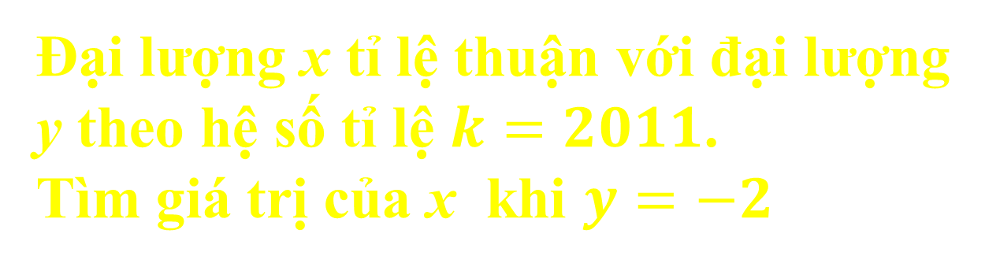 Đại lượng x tỉ lệ thuận với đại lượng
y theo hệ số tỉ lệ k = 2011.
Tìm giá trị của x khi y = −2